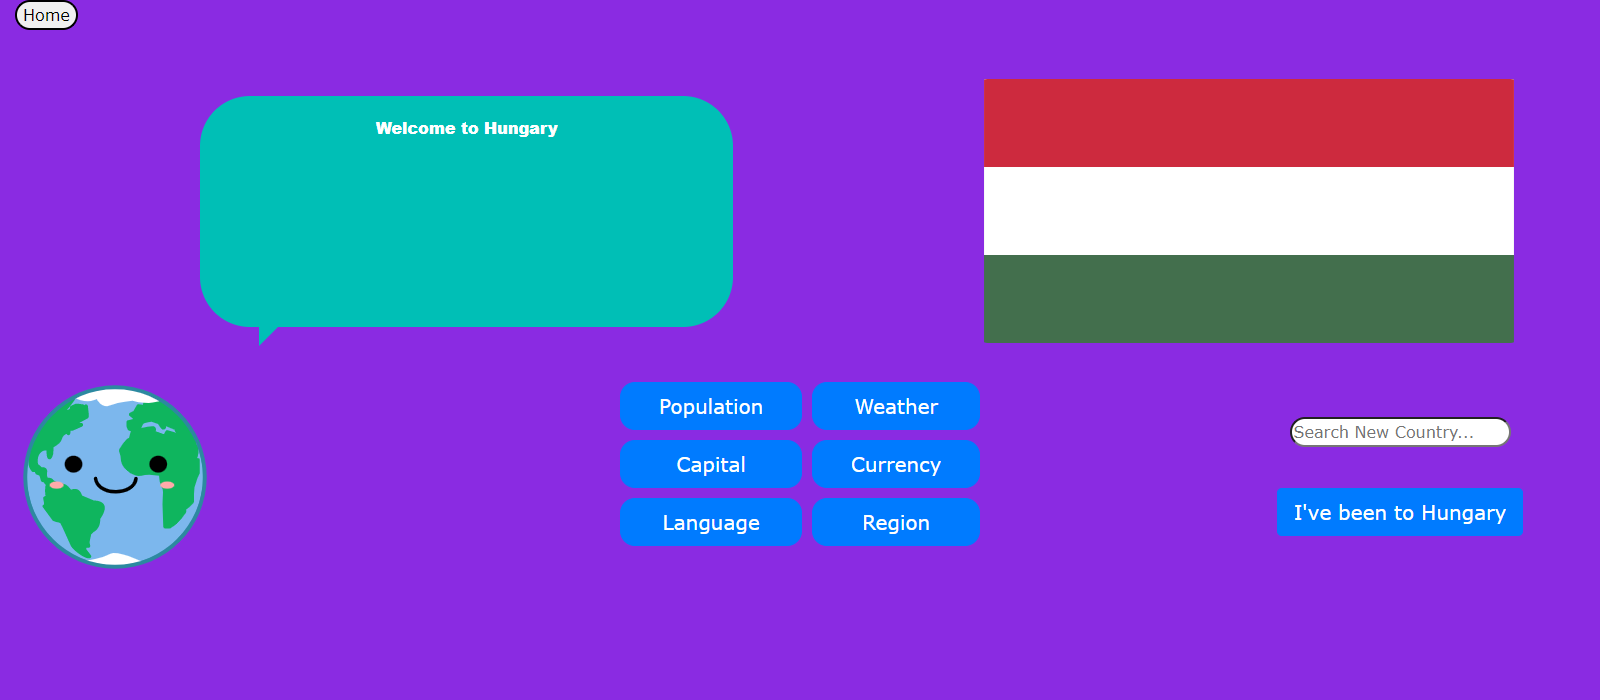 Home
Welcome to Hungary
Population
Weather
Capital
Currency
Language
Region
Search New Country...
I've been to Hungary